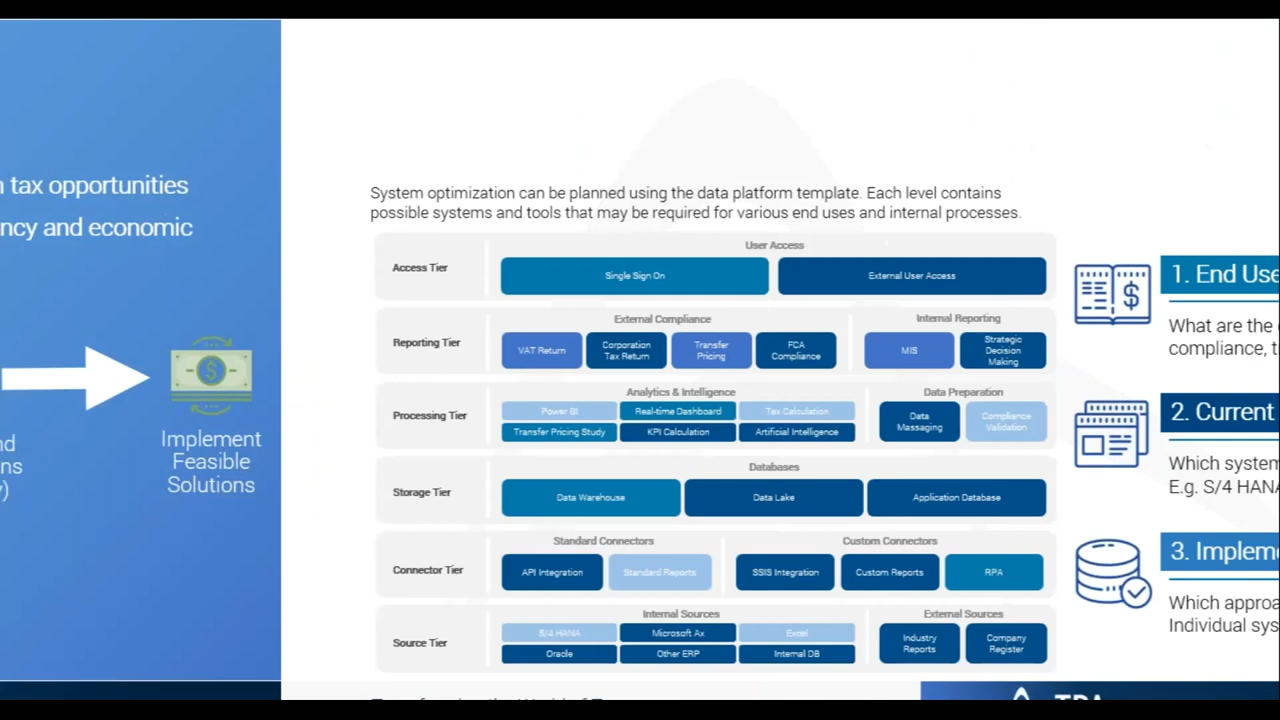 n tax opportunities
ncy and economic
nd
ns
y)
Implement
Feasible
Solutions
System optimization can be planned using the data platform template. Each level contains
possible systems and tools that may be required for various end uses and internal processes.
Access Tier
User Access
Single Sign On
External User Access
Reporting Tier
External Compliance
VAT Return
Corporation
Tax Return
Transfer
Pricing
FCA
Compliance
Internal Reporting
MIS
Strategic
Decision
Making
Processing Tier
Analytics & Intelligence
Power BI
Real-time Dashboard
Tax Calculation
Transfer Pricing Study
KPI Calculation
Artificial Intelligence
Data Preparation
Data
Massaging
Compliance
Validation
Storage Tier
Databases
Data Warehouse
Data Lake
Application Database
Connector Tier
Standard Connectors
API Integration
Standard Reports
Custom Connectors
SSIS Integration
Custom Reports
RPA
Source Tier
Internal Sources
S/4 HANA
Microsoft Ax
Excel
Oracle
Other ERP
Internal DB
External Sources
Industry
Reports
Company
Register
1. End Use
What are the
compliance, t
2. Current
Which system
E.g. S/4 HANA
3. Implem
Which approa
Individual sys